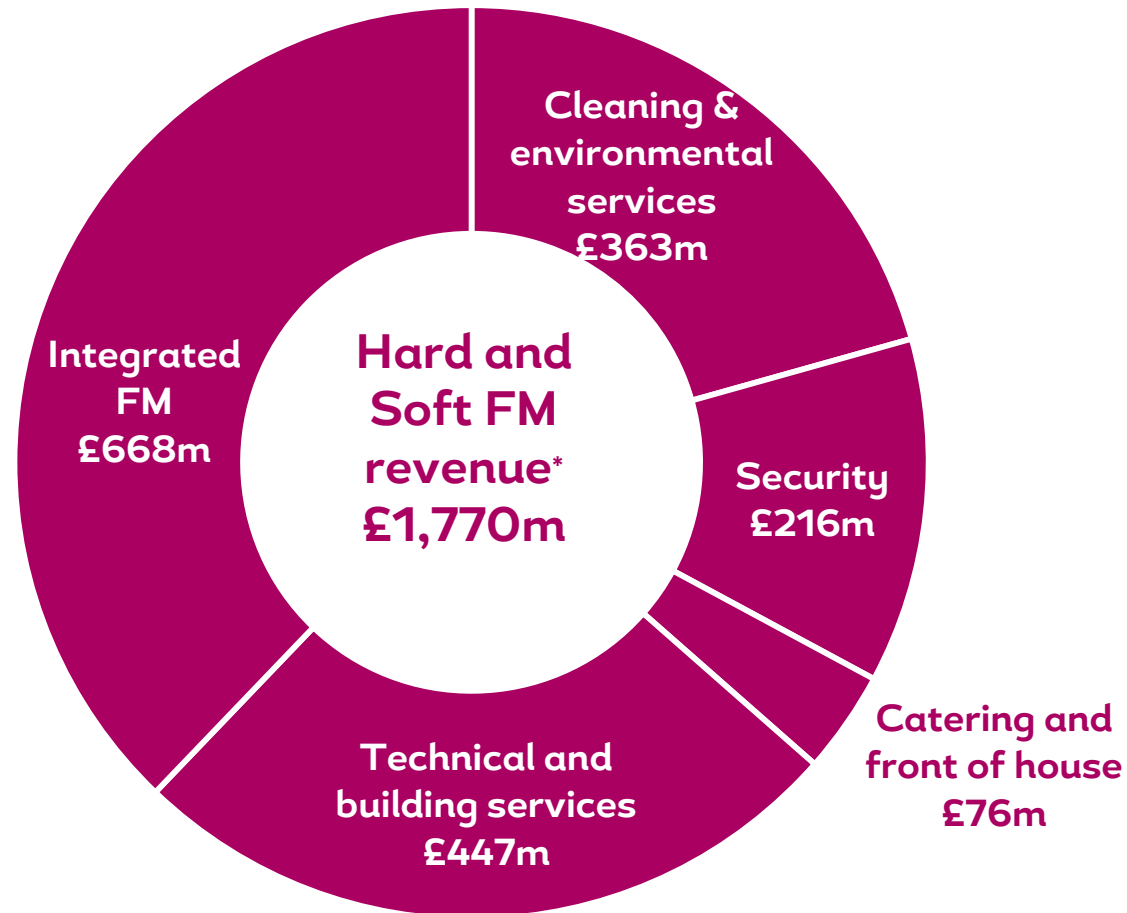 Cleaning &
environmental
services
£363m
Integrated
FM
£668m
Hard and
Soft FM
revenue*
£1,770m
Security
£216m
Catering and
front of house
£76m
Technical and
building services
£447m